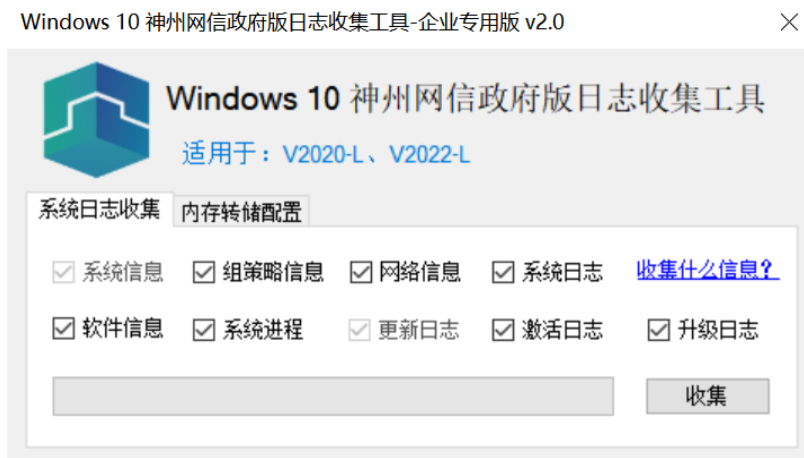 Windows 10 神州网信政府版日志收集工具-企业专用版 v2.0
Windows 10 神州网信政府版日志收集工具
适用于：V2020-L、V2022-L
系统日志收集 内存转储配置
系统信息 组策略信息 网络信息 系统日志 收集什么信息？
软件信息 系统进程 更新日志 激活日志 升级日志
收集